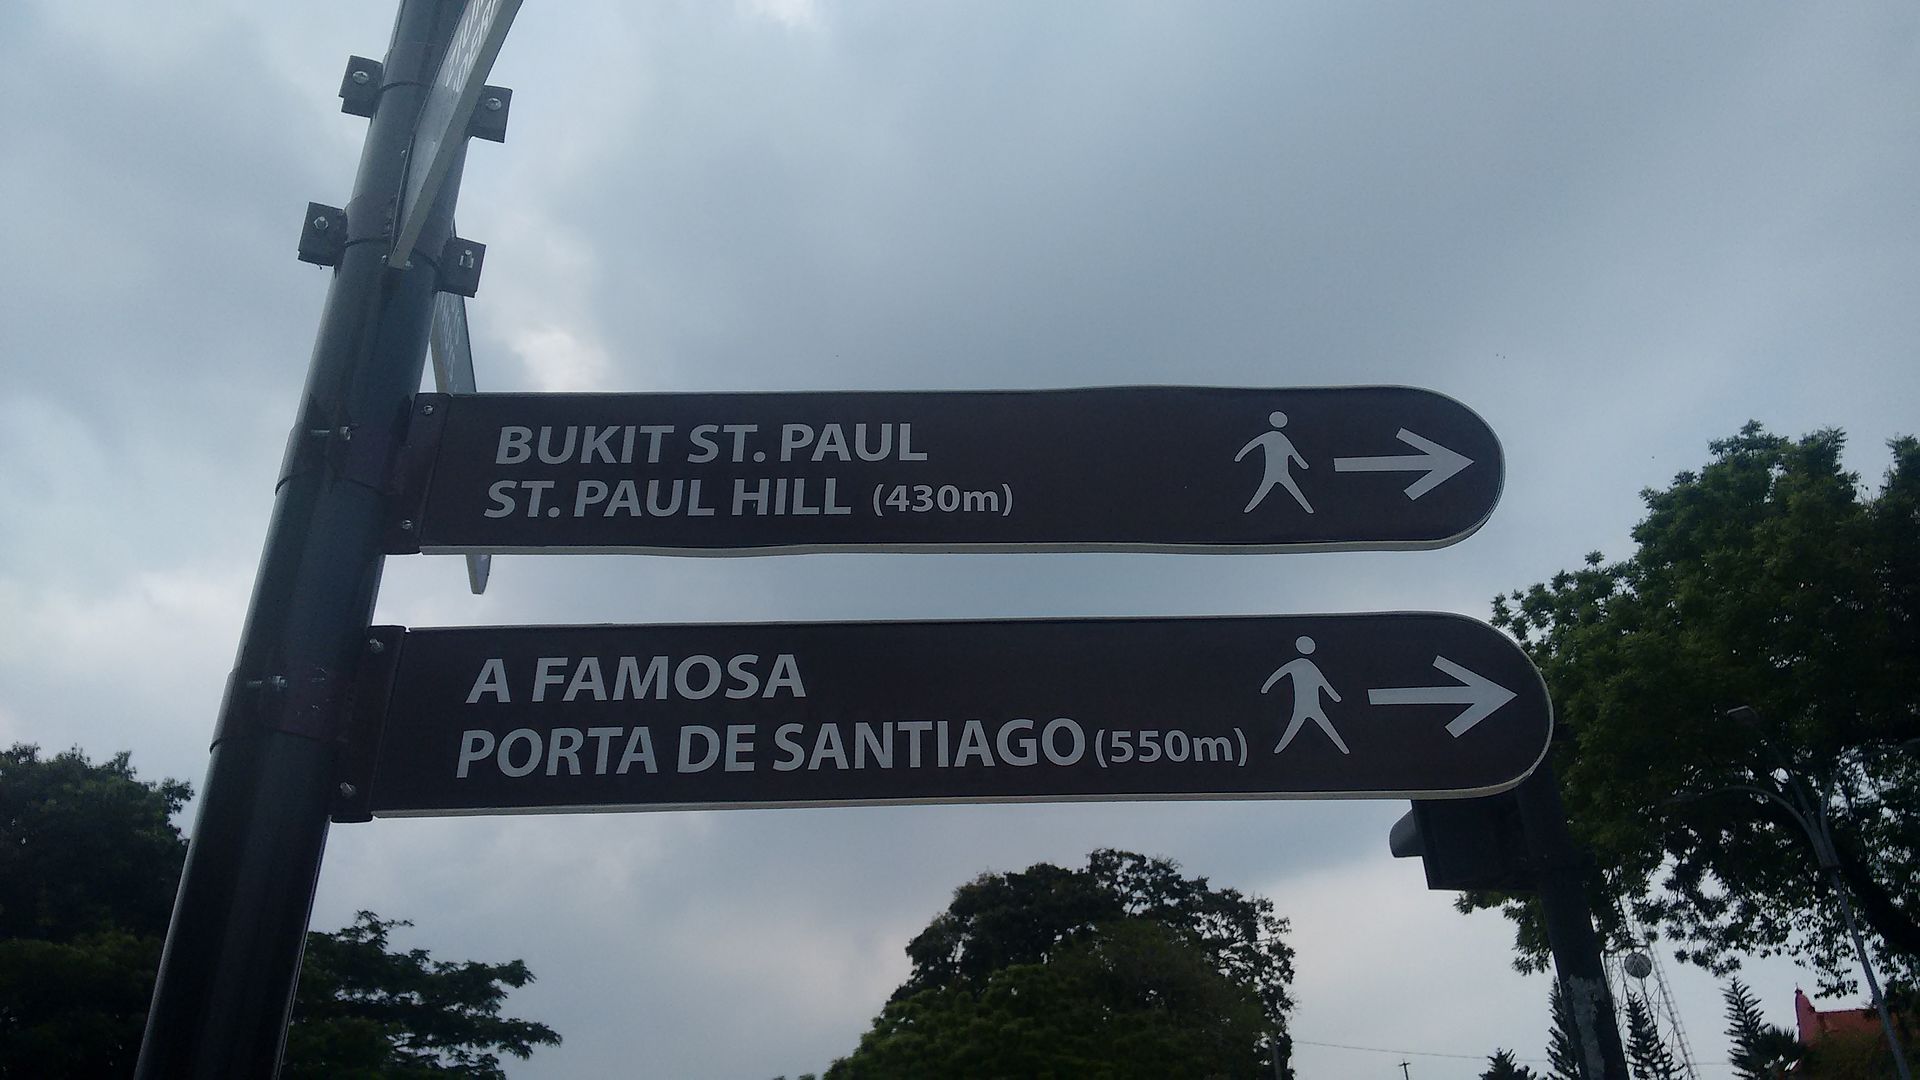 BUKIT ST. PAUL
ST. PAUL HILL (430m)
A FAMOSA
PORTA DE SANTIAGO (550m)